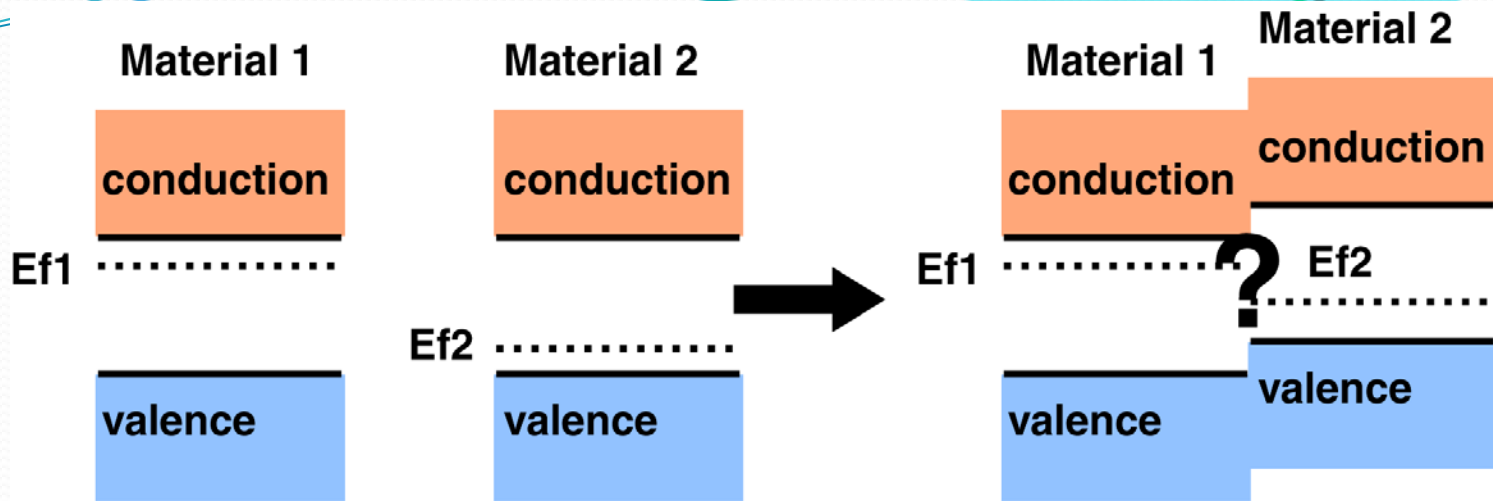 Material 1
conduction
Ef1
valence
Material 2
conduction
Ef2
valence
Material 1
conduction
Ef1
valence
?
Material 2
conduction
Ef2
valence